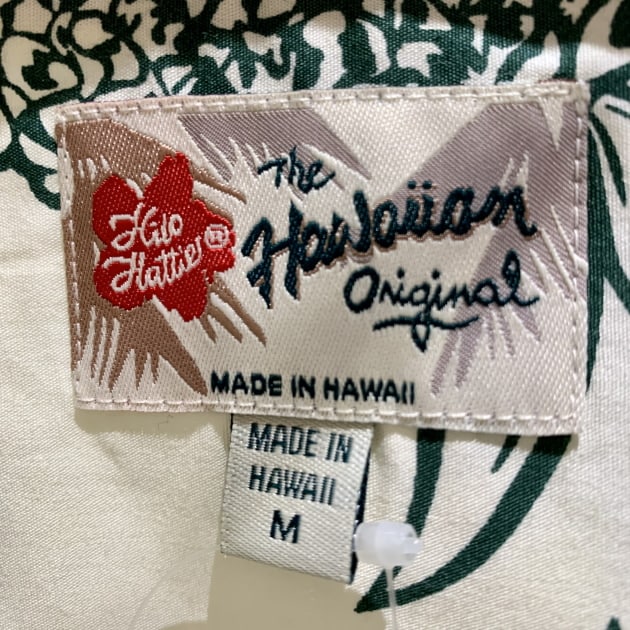 Hilo
Hattie®
The
Hawaiian
Original
MADE IN HAWAII
MADE IN
HAWAII
M